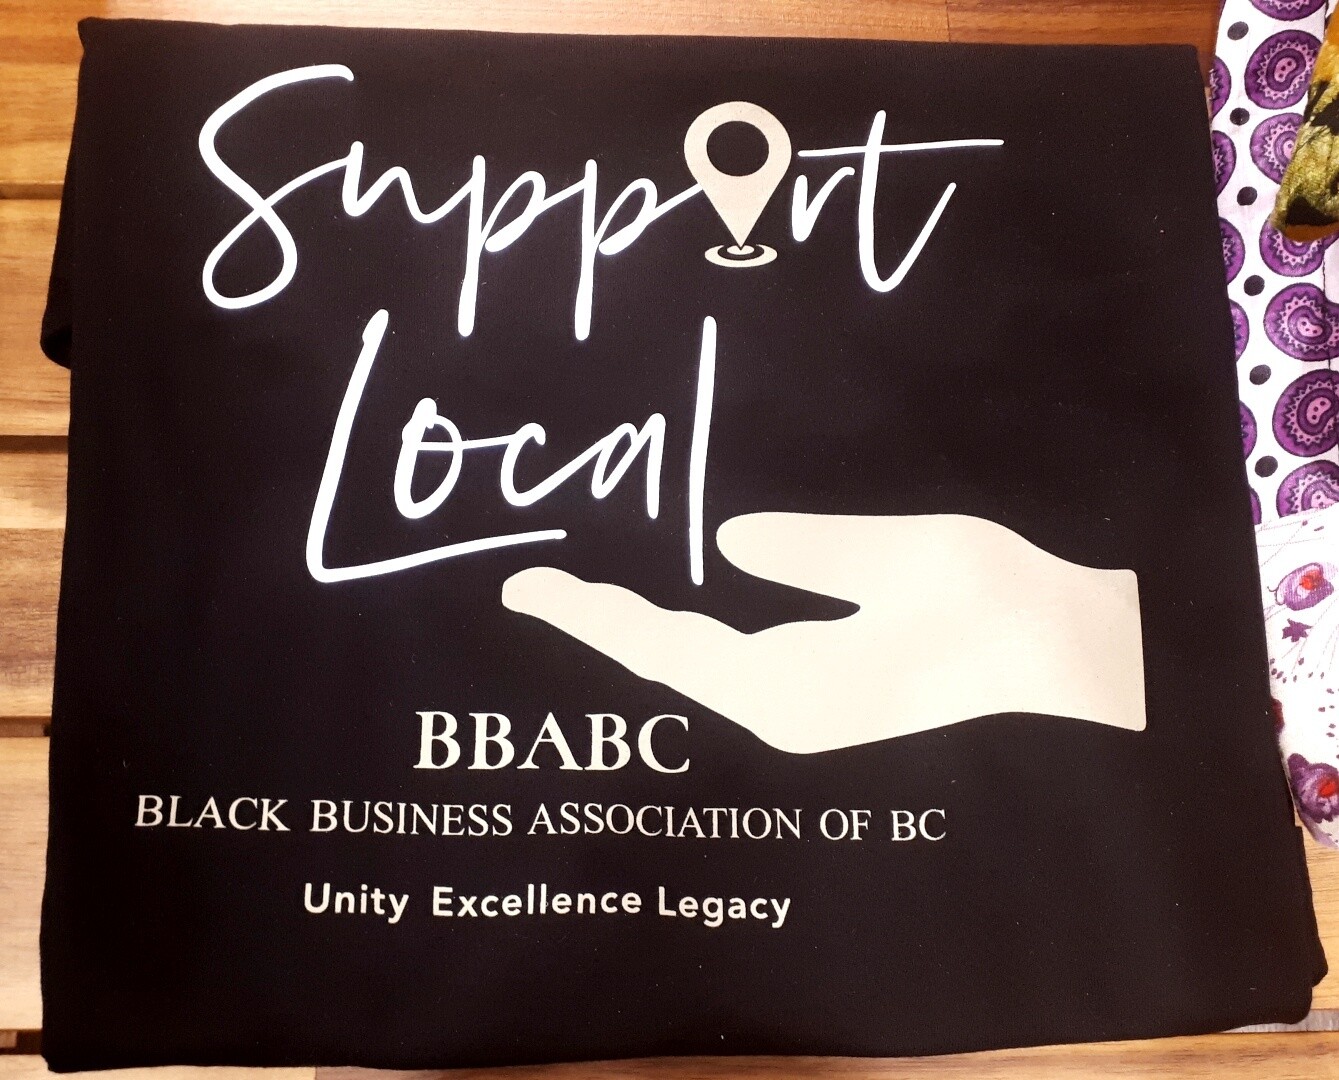 Support
Local
BBABC
BLACK BUSINESS ASSOCIATION OF BC
Unity Excellence Legacy